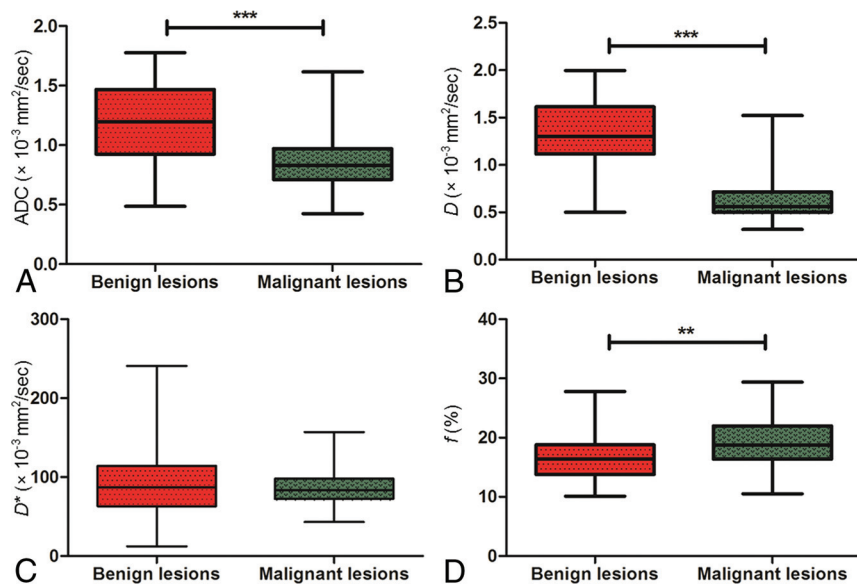 ***
2.0
1.5
1.0
0.5
0.0
ADC (× 10⁻³ mm²/sec)
Benign lesions Malignant lesions
A
***
2.5
2.0
1.5
1.0
0.5
0.0
D (× 10⁻³ mm²/sec)
Benign lesions Malignant lesions
B
300
200
100
0
D* (× 10⁻³ mm²/sec)
Benign lesions Malignant lesions
C
**
40
30
20
10
0
f (%)
Benign lesions Malignant lesions
D